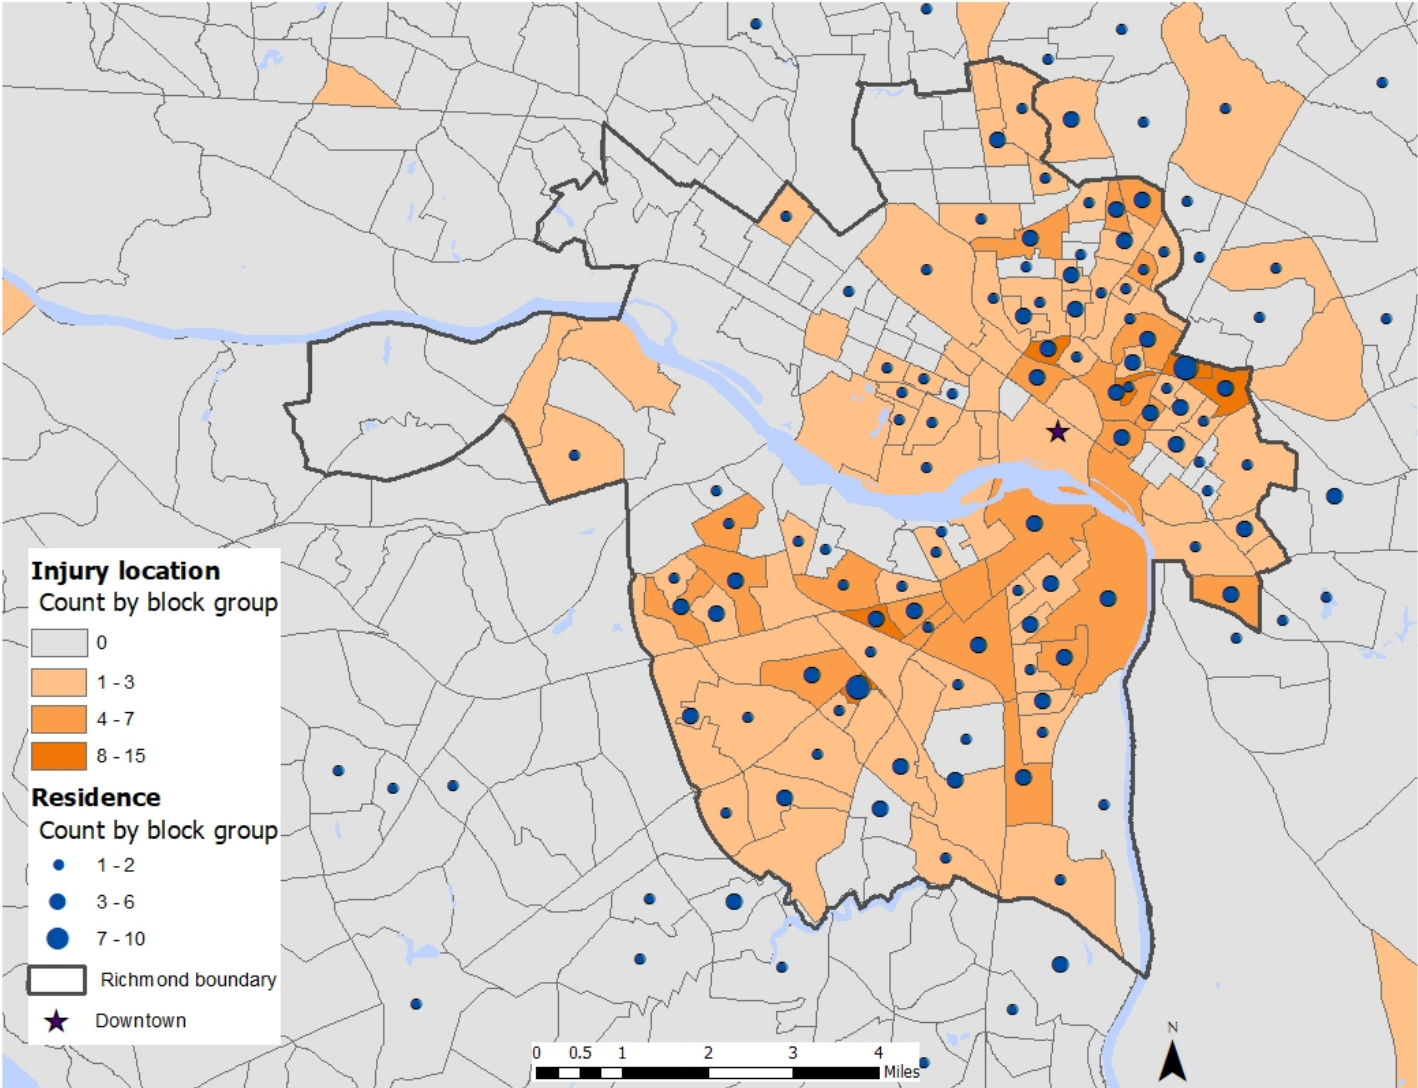 Injury location
Count by block group
0
1 - 3
4 - 7
8 - 15
Residence
Count by block group
1 - 2
3 - 6
7 - 10
Richmond boundary
Downtown
0 0.5 1 2 3 4
Miles
N